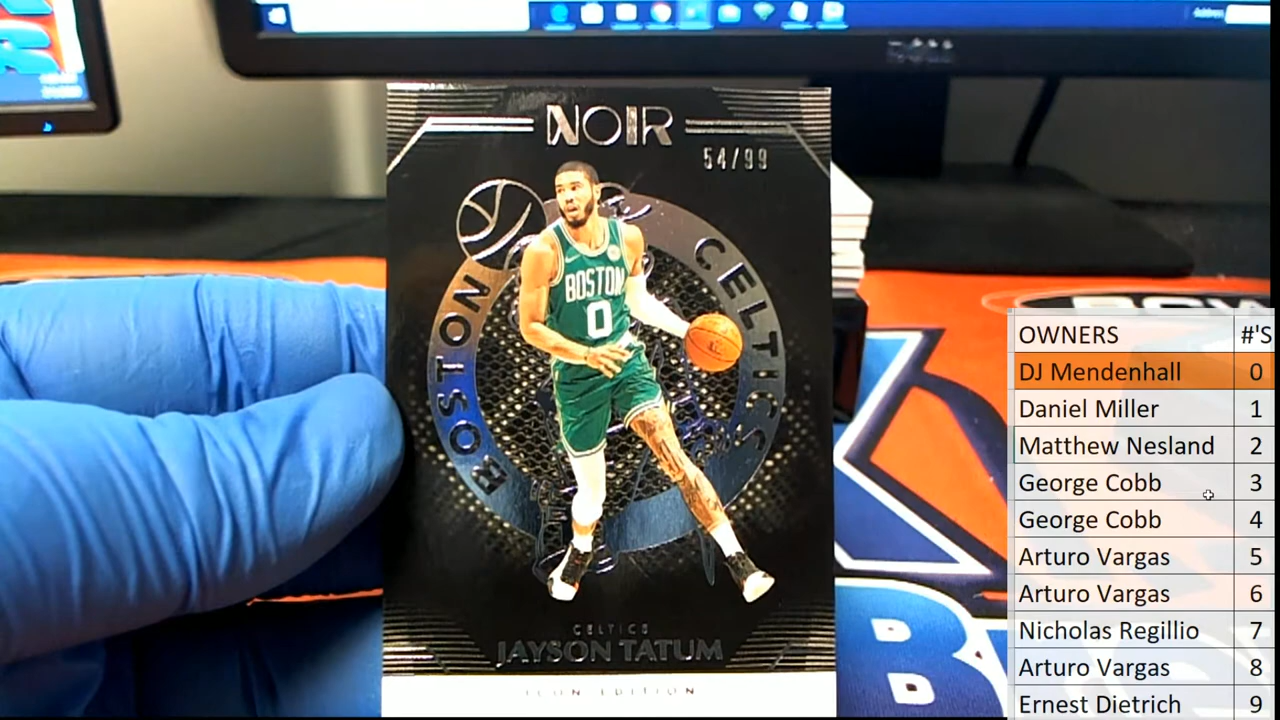 DELL
NOIR
54/99
BOSTON CELTICS
BOSTON
0
CELTICS
JAYSON TATUM
ICON EDITION
OWNERS #'S
DJ Mendenhall 0
Daniel Miller 1
Matthew Nesland 2
George Cobb 3
George Cobb 4
Arturo Vargas 5
Arturo Vargas 6
Nicholas Regillio 7
Arturo Vargas 8
Ernest Dietrich 9